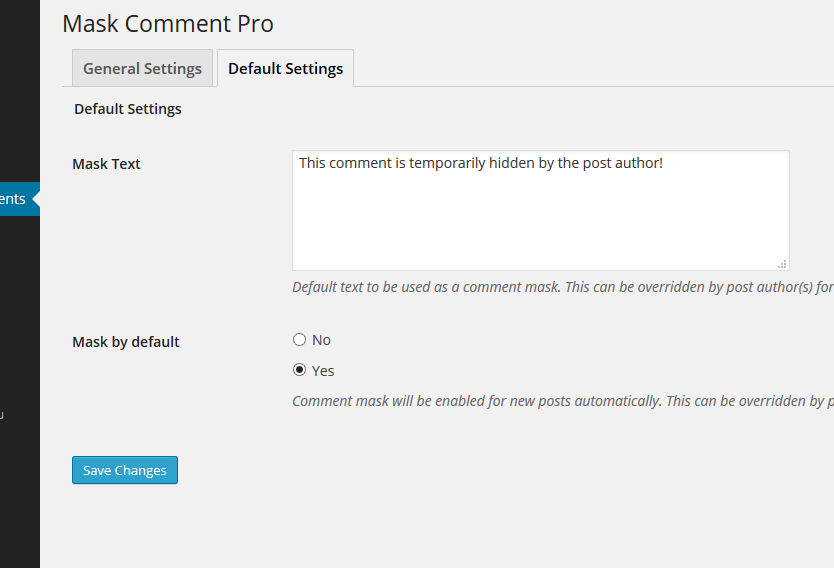 Mask Comment Pro
General Settings
Default Settings
Default Settings
Mask Text
This comment is temporarily hidden by the post author!
Default text to be used as a comment mask. This can be overridden by post author(s) for
ents
Mask by default
No
Yes
Comment mask will be enabled for new posts automatically. This can be overridden by p
u
Save Changes